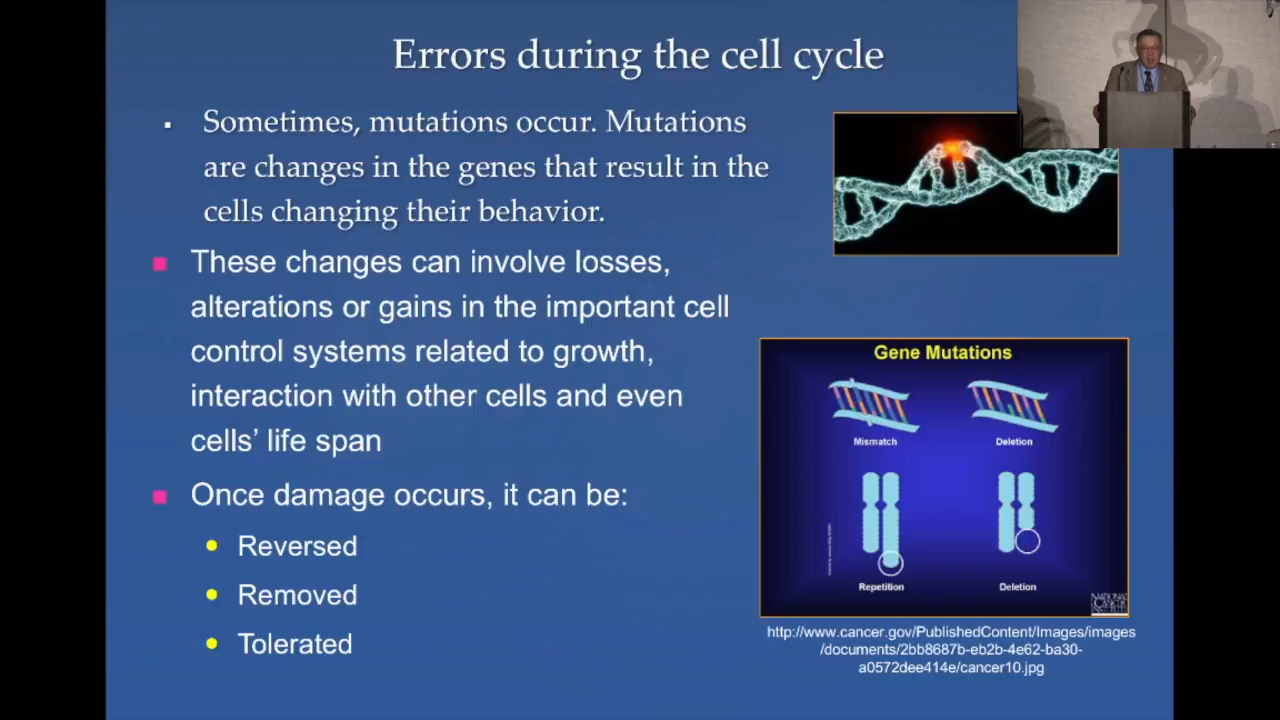 Errors during the cell cycle
Sometimes, mutations occur. Mutations
are changes in the genes that result in the
cells changing their behavior.
These changes can involve losses,
alterations or gains in the important cell
control systems related to growth,
interaction with other cells and even
cells’ life span
Once damage occurs, it can be:
Reversed
Removed
Tolerated
Gene Mutations
Mismatch
Deletion
Repetition
Deletion
NATIONAL
CANCER
INSTITUTE
http://www.cancer.gov/PublishedContent/Images/images
/documents/2bb8687b-eb2b-4e62-ba30-
a0572dee414e/cancer10.jpg